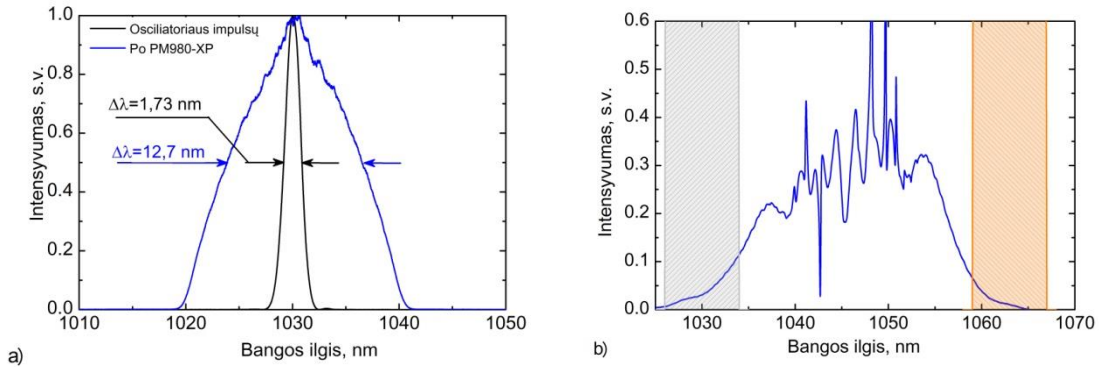 Osciliatoriaus impulsų
Po PM980-XP
Δλ=1,73 nm
Δλ=12,7 nm
Intensyvumas, s.v.
1.0
0.8
0.6
0.4
0.2
0.0
1010 1020 1030 1040 1050
Bangos ilgis, nm
a)
Intensyvumas, s.v.
0.6
0.5
0.4
0.3
0.2
0.1
0.0
1030 1040 1050 1060 1070
Bangos ilgis, nm
b)